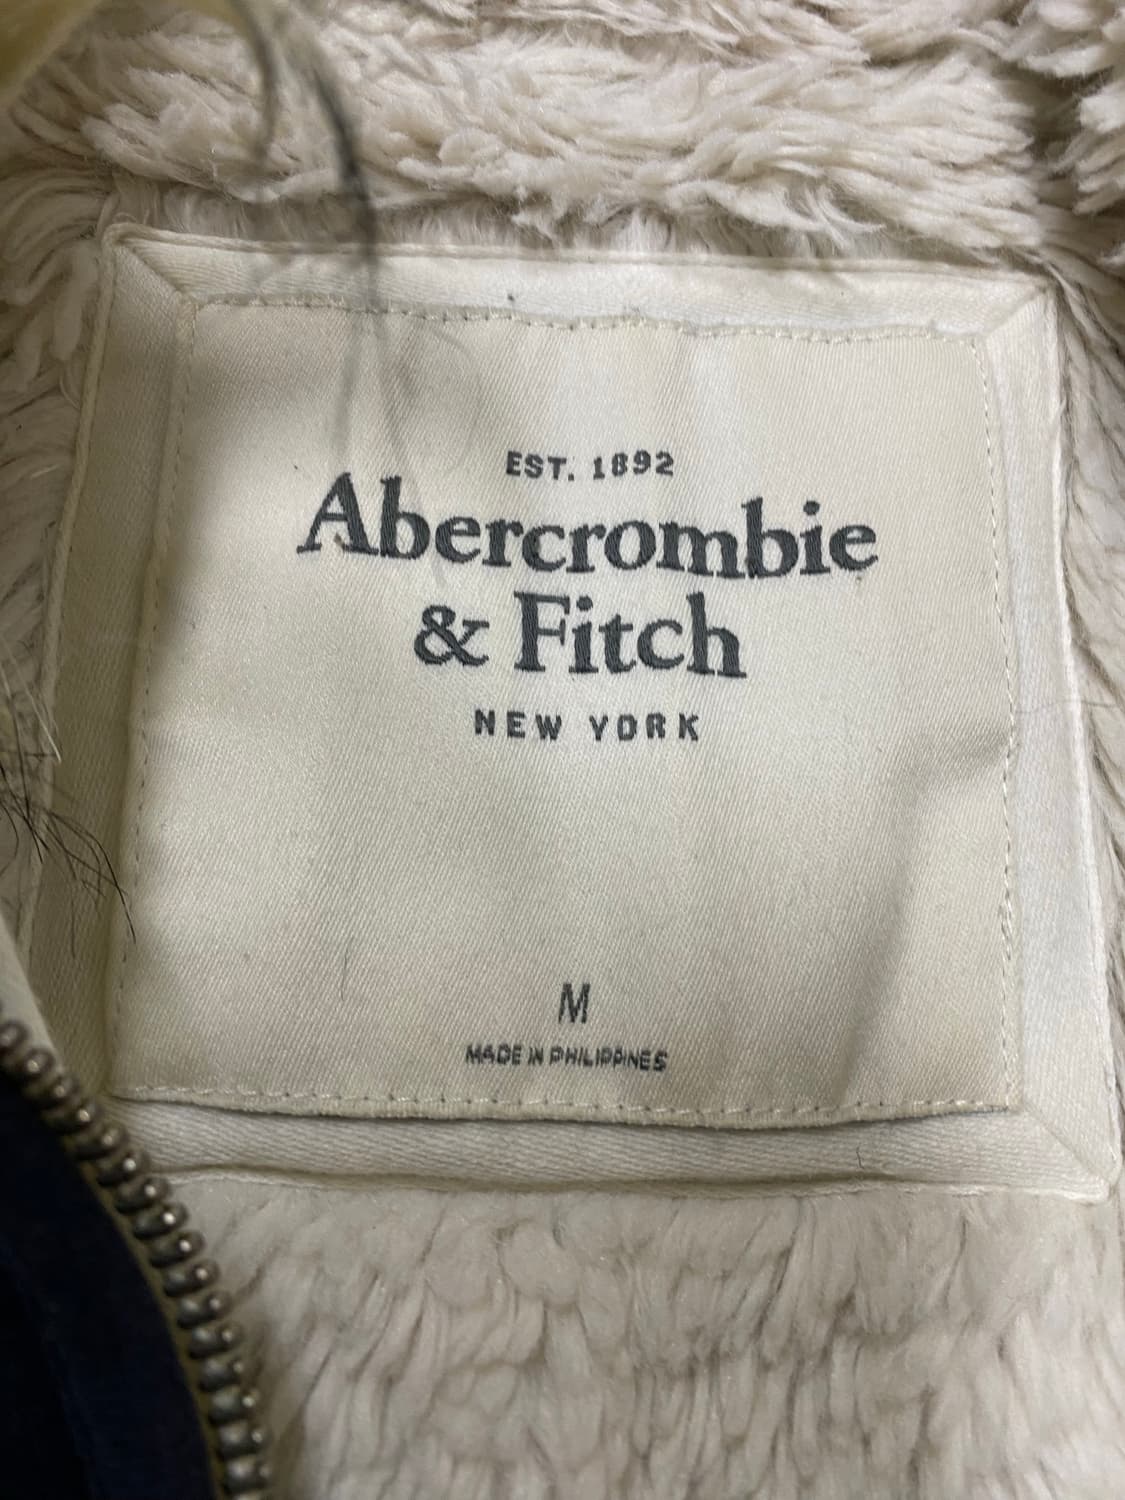 EST. 1892
Abercrombie
& Fitch
NEW YORK
M
MADE IN PHILIPPINES